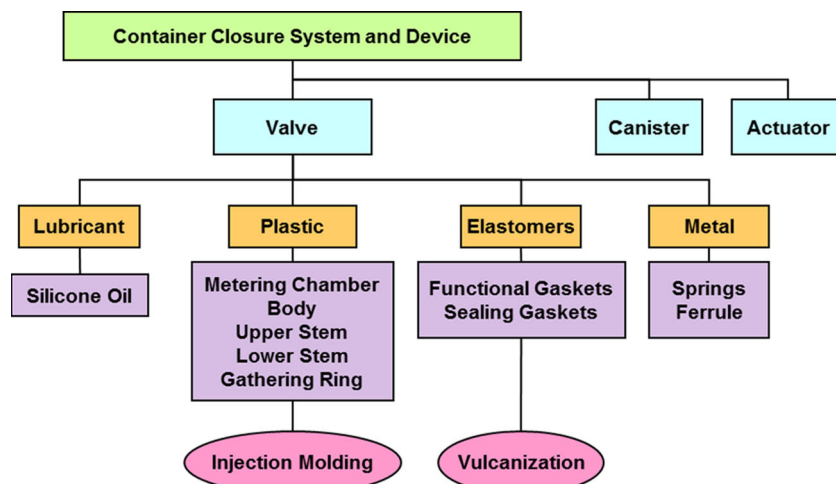 Container Closure System and Device
Valve
Canister
Actuator
Lubricant
Plastic
Elastomers
Metal
Silicone Oil
Metering Chamber
Body
Upper Stem
Lower Stem
Gathering Ring
Functional Gaskets
Sealing Gaskets
Springs
Ferrule
Injection Molding
Vulcanization